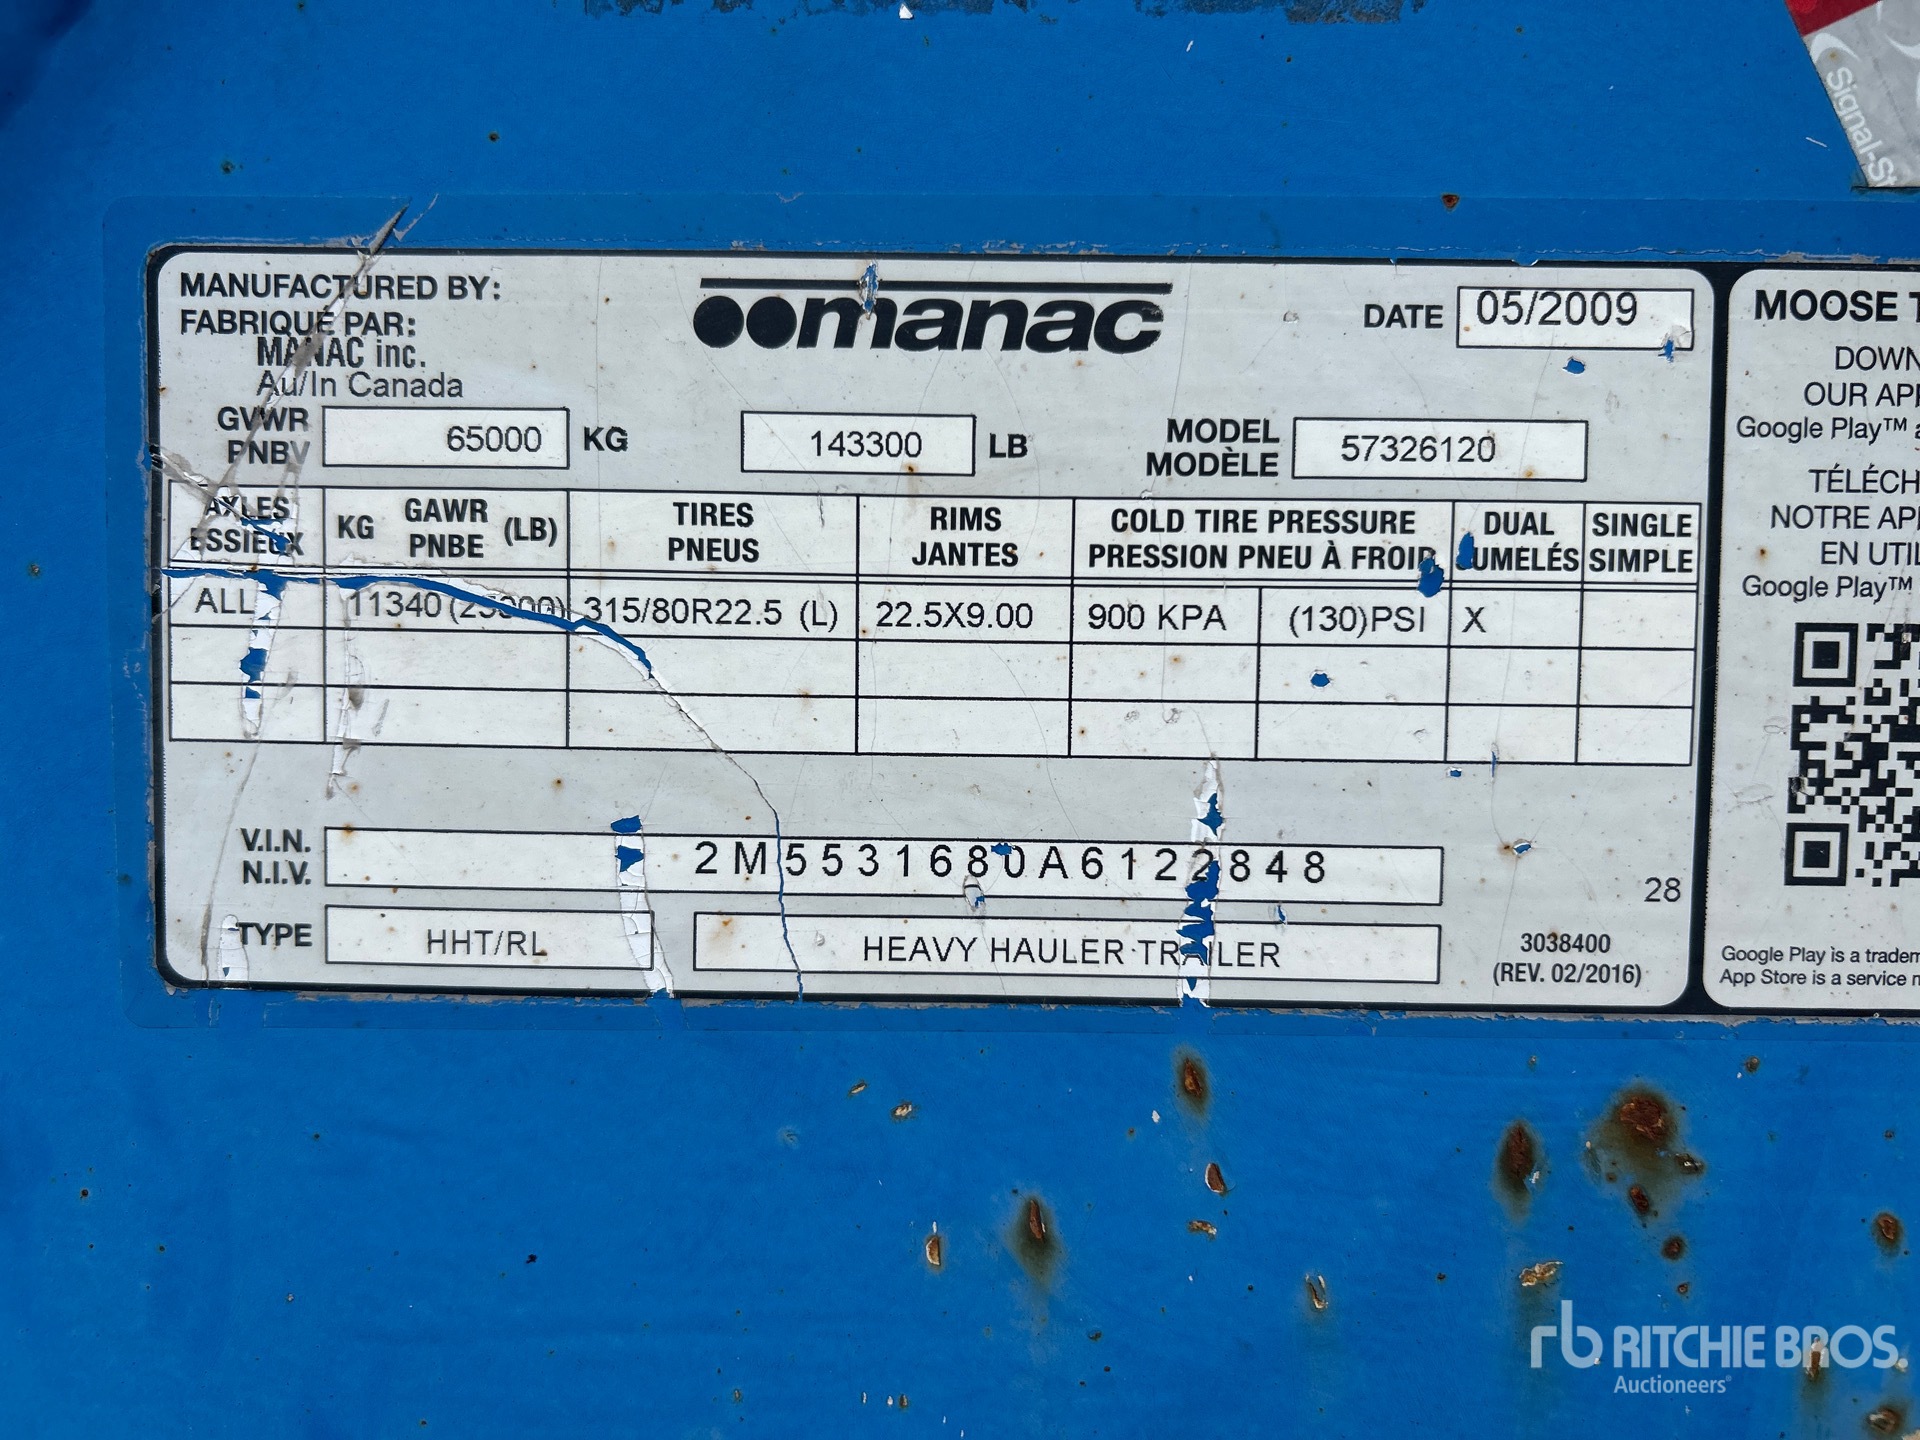 Signal-St
MANUFACTURED BY:
FABRIQUÉ PAR:
MANAC inc.
Au/In Canada
manac
DATE 05/2009
GVWR
PNBV
65000 KG
143300 LB
MODEL
MODÈLE
57326120
AXLES
ESSIEUX
KG GAWR (LB)
PNBE
TIRES
PNEUS
RIMS
JANTES
COLD TIRE PRESSURE
PRESSION PNEU À FROID
DUAL
JUMELÉS
SINGLE
SIMPLE
ALL 11340 (25000) 315/80R22.5 (L) 22.5X9.00 900 KPA (130)PSI X
V.I.N.
N.I.V.
2M5531680A6122848
28
TYPE HHT/RL HEAVY HAULER TRAILER
3038400
(REV. 02/2016)
MOOSE T
DOWN
OUR APP
Google Play™ a
TÉLÉCH
NOTRE APP
EN UTIL
Google Play™
Google Play is a tradem
App Store is a service m
rb RITCHIE BROS.
Auctioneers